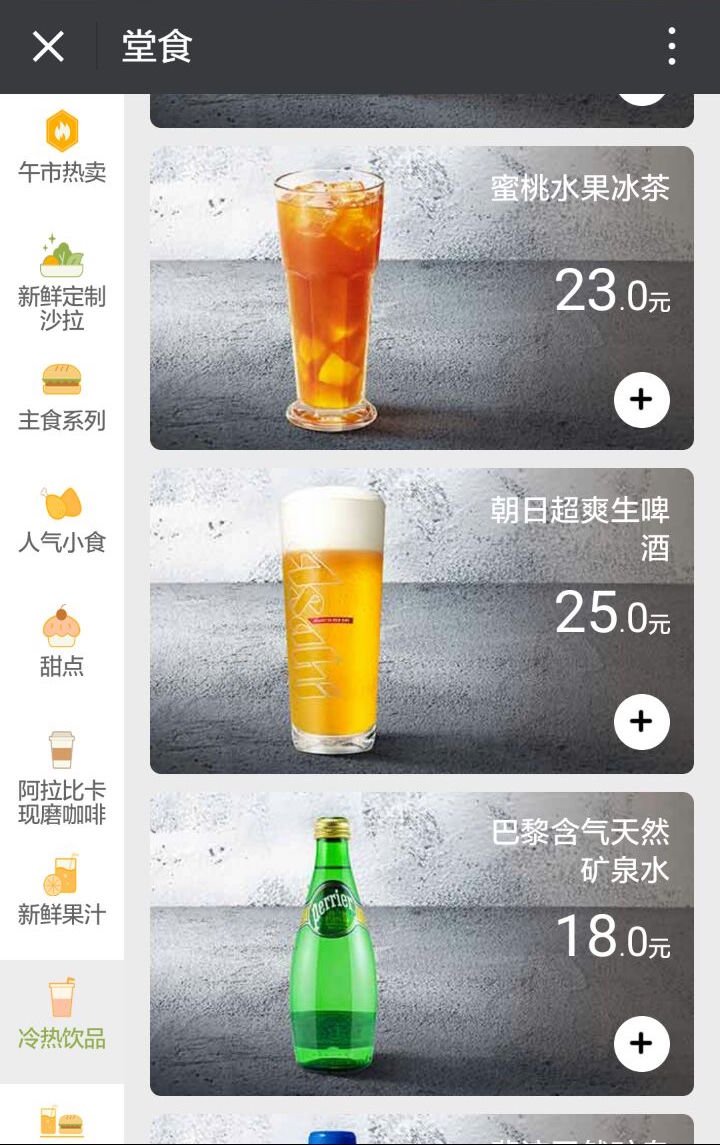 堂食
午市热卖
新鲜定制
沙拉
主食系列
人气小食
甜点
阿拉比卡
现磨咖啡
新鲜果汁
冷热饮品
蜜桃水果冰茶
23.0元
朝日超爽生啤
酒
25.0元
Asahi
巴黎含气天然
矿泉水
18.0元
perrier